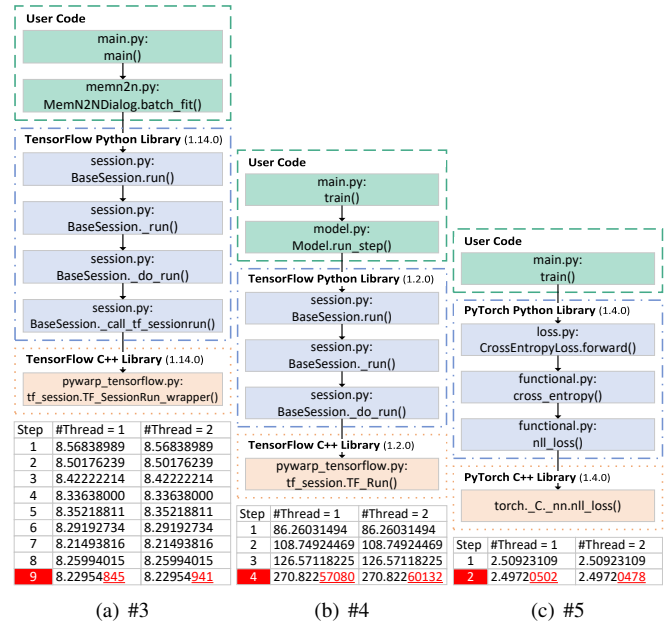 User Code
main.py:
main()
memn2n.py:
MemN2NDialog.batch_fit()
TensorFlow Python Library (1.14.0)
session.py:
BaseSession.run()
session.py:
BaseSession._run()
session.py:
BaseSession._do_run()
session.py:
BaseSession._call_tf_sessionrun()
TensorFlow C++ Library (1.14.0)
pywarp_tensorflow.py:
tf_session.TF_SessionRun_wrapper()
Step #Thread = 1 #Thread = 2
1 8.56838989 8.56838989
2 8.50176239 8.50176239
3 8.42222214 8.42222214
4 8.33638000 8.33638000
5 8.35218811 8.35218811
6 8.29192734 8.29192734
7 8.21493816 8.21493816
8 8.25994015 8.25994015
9 8.22954845 8.22954941
(a) #3
User Code
main.py:
train()
model.py:
Model.run_step()
TensorFlow Python Library (1.2.0)
session.py:
BaseSession.run()
session.py:
BaseSession._run()
session.py:
BaseSession._do_run()
TensorFlow C++ Library (1.2.0)
pywarp_tensorflow.py:
tf_session.TF_Run()
Step #Thread = 1 #Thread = 2
1 86.26031494 86.26031494
2 108.74924469 108.74924469
3 126.57118225 126.57118225
4 270.82257080 270.82260132
(b) #4
User Code
main.py:
train()
PyTorch Python Library (1.4.0)
loss.py:
CrossEntropyLoss.forward()
functional.py:
cross_entropy()
functional.py:
nll_loss()
PyTorch C++ Library (1.4.0)
torch._C._nn.nll_loss()
Step #Thread = 1 #Thread = 2
1 2.50923109 2.50923109
2 2.49720502 2.49720478
(c) #5